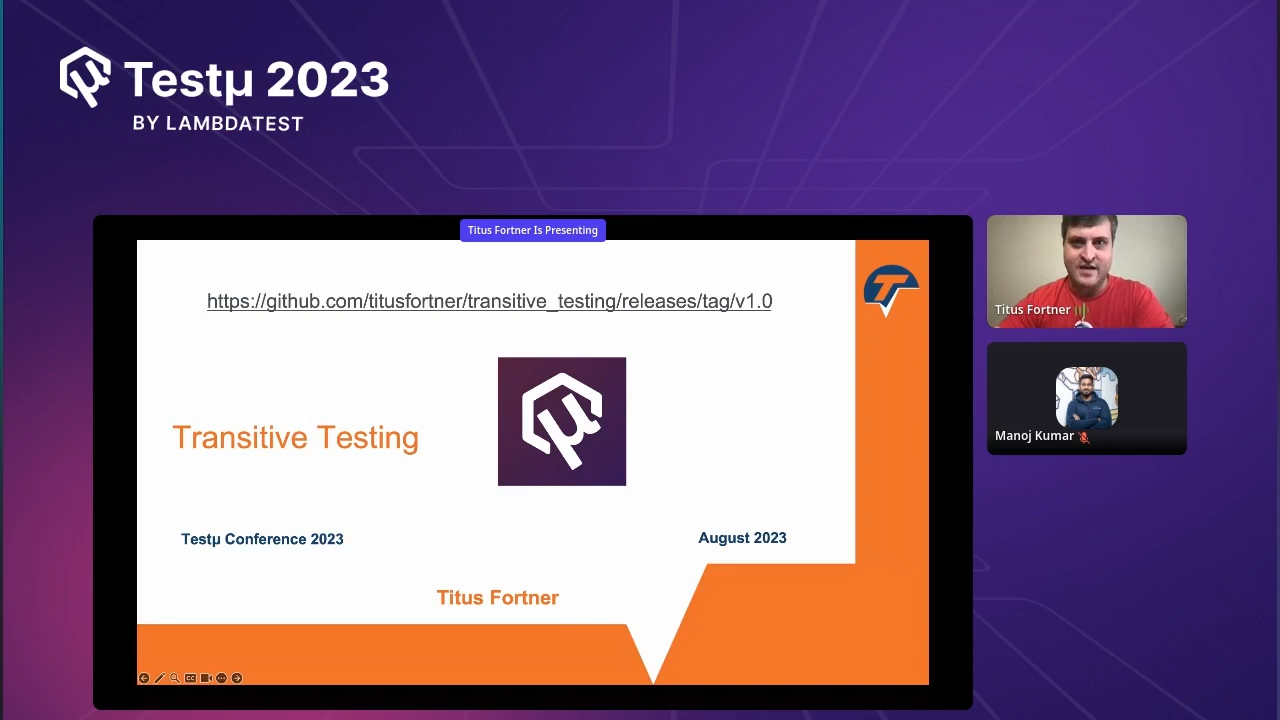 Testμ 2023
BY LAMBDATEST
Titus Fortner Is Presenting
https://github.com/titusfortner/transitive_testing/releases/tag/v1.0
Transitive Testing
Testμ Conference 2023
August 2023
Titus Fortner
Titus Fortner
Manoj Kumar